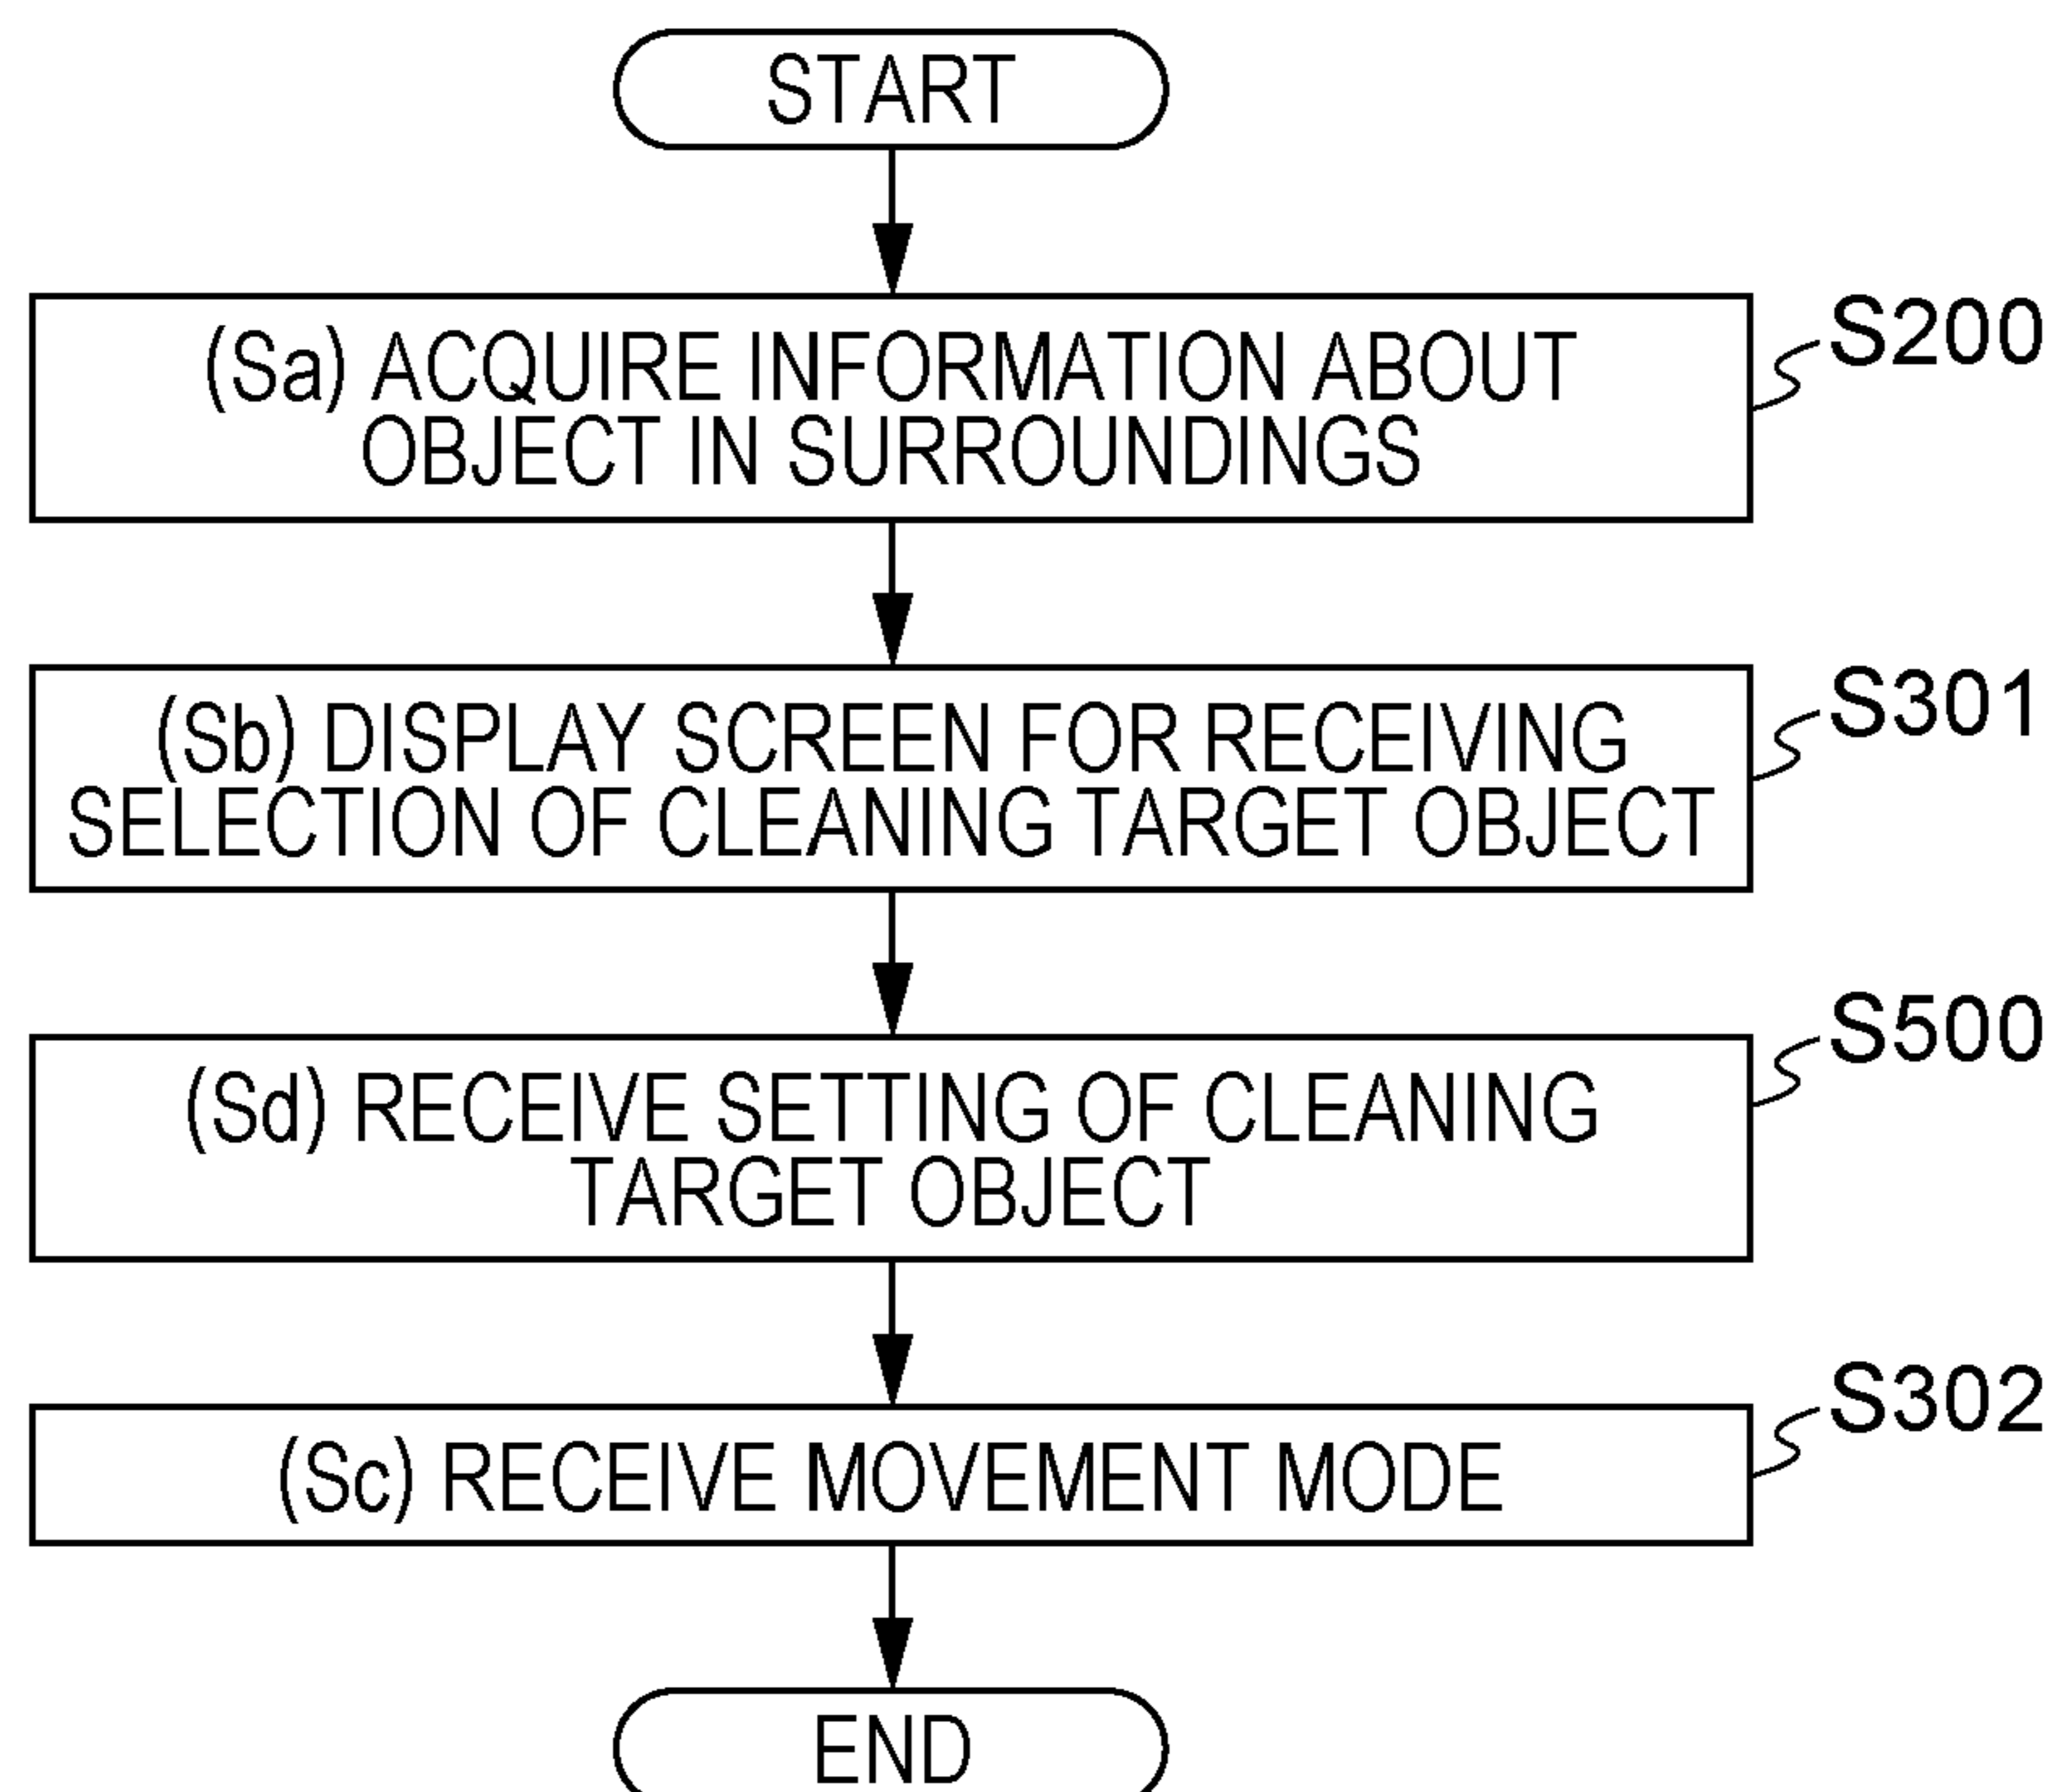 START
(Sa) ACQUIRE INFORMATION ABOUT
OBJECT IN SURROUNDINGS
S200
(Sb) DISPLAY SCREEN FOR RECEIVING
SELECTION OF CLEANING TARGET OBJECT
S301
(Sd) RECEIVE SETTING OF CLEANING
TARGET OBJECT
S500
(Sc) RECEIVE MOVEMENT MODE
S302
END